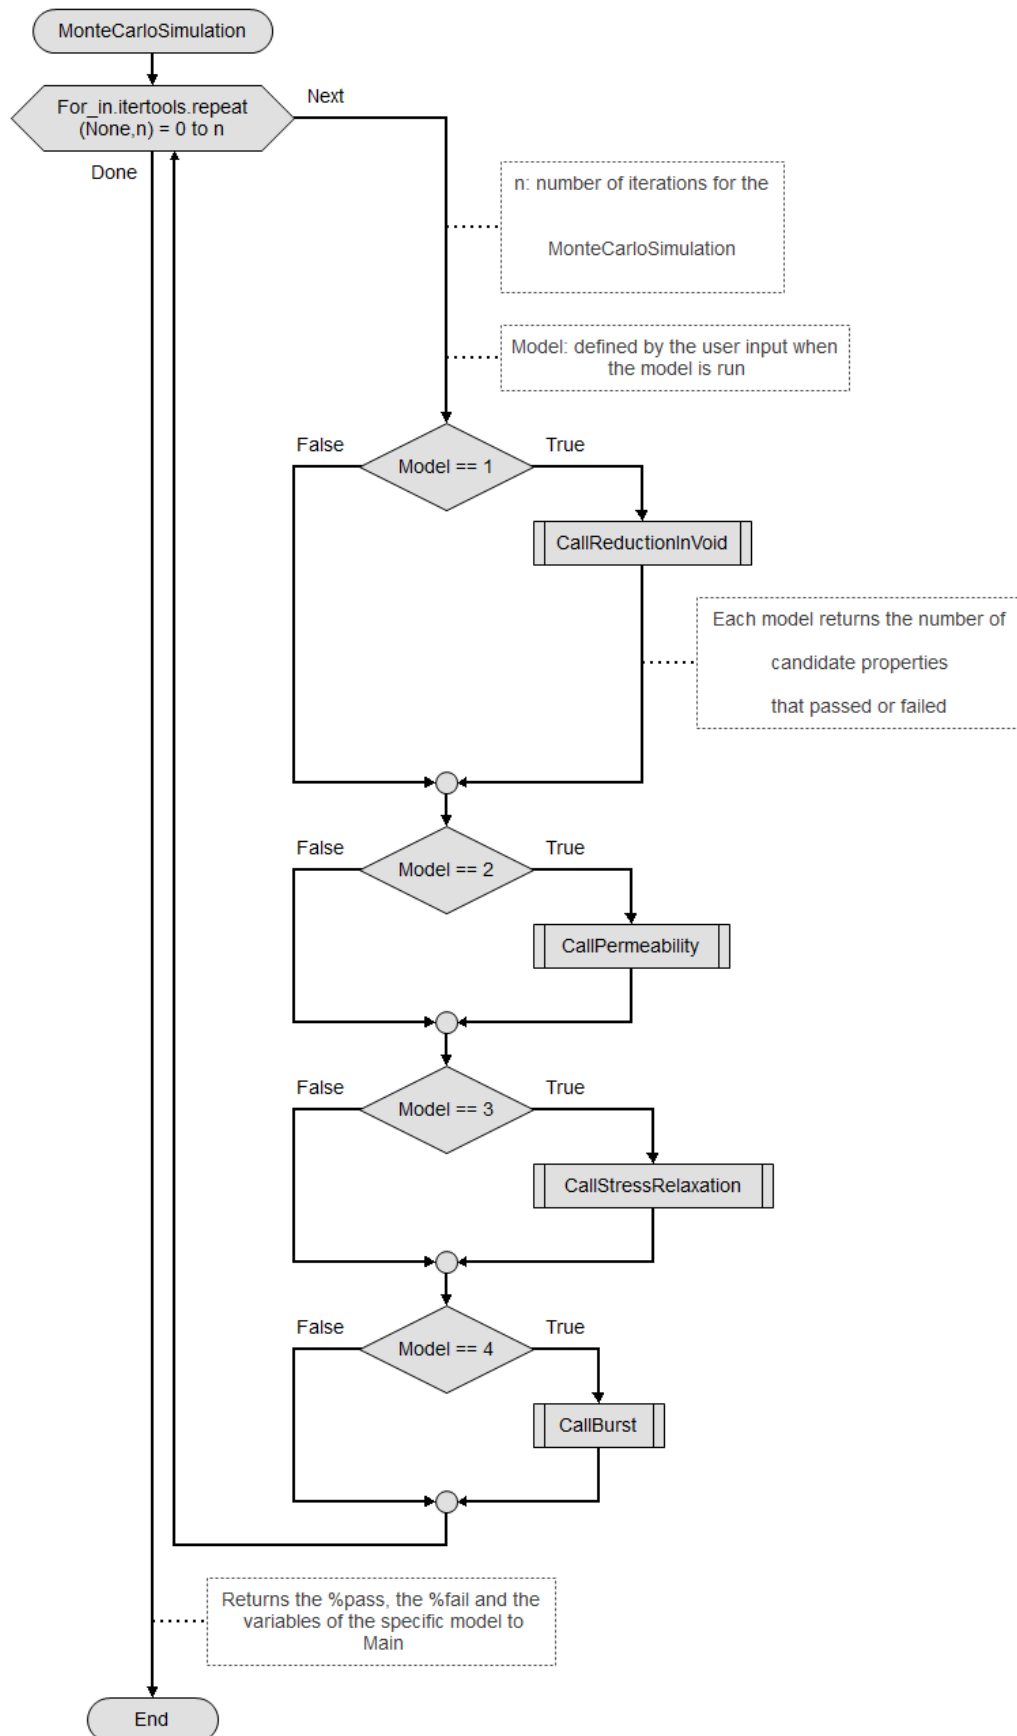 MonteCarloSimulation
For_in.itertools.repeat
(None,n) = 0 to n
Next
Done
n: number of iterations for the
MonteCarloSimulation
Model: defined by the user input when
the model is run
False
Model == 1
True
CallReductionInVoid
Each model returns the number of
candidate properties
that passed or failed
False
Model == 2
True
CallPermeability
False
Model == 3
True
CallStressRelaxation
False
Model == 4
True
CallBurst
Returns the %pass, the %fail and the
variables of the specific model to
Main
End